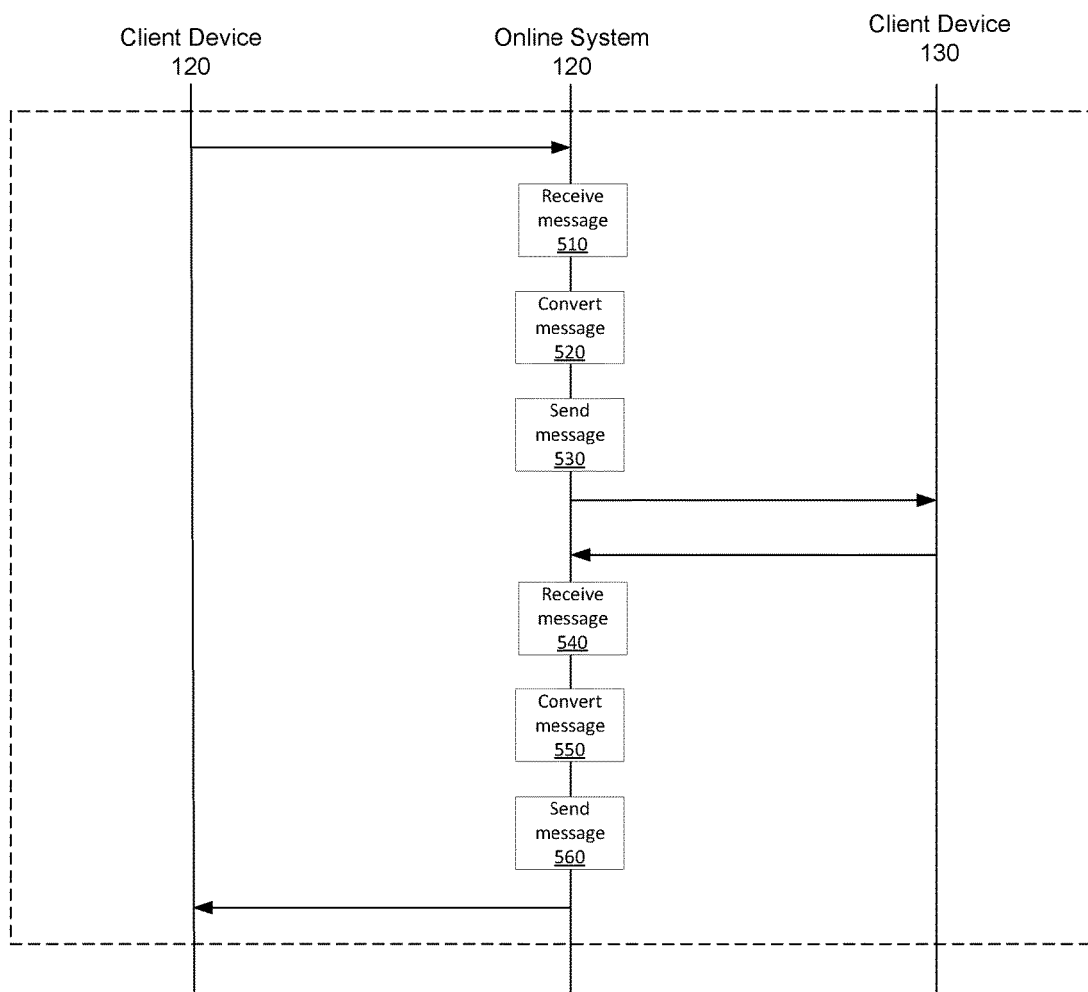 Client Device
120
Online System
120
Client Device
130
Receive
message
510
Convert
message
520
Send
message
530
Receive
message
540
Convert
message
550
Send
message
560